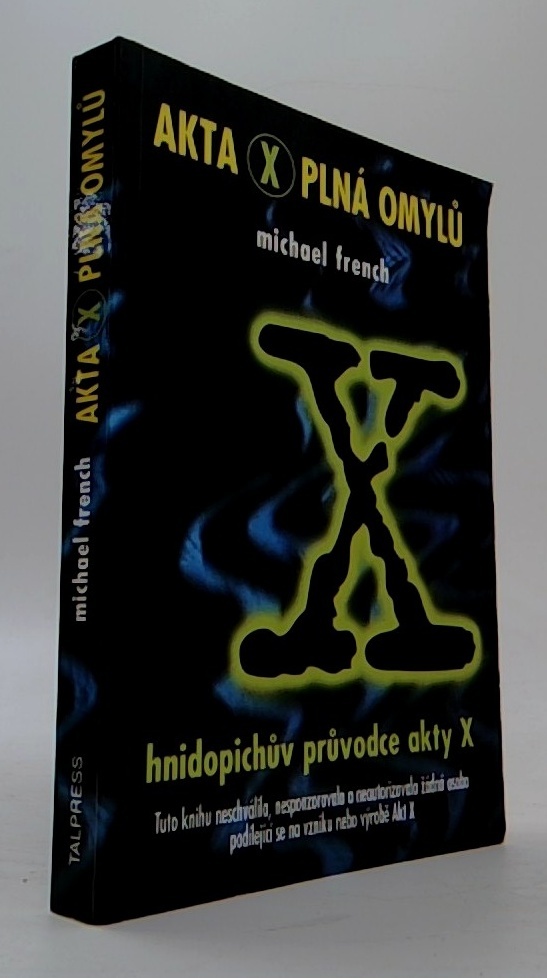 AKTA X PLNÁ OMYLŮ
michael french
X
hnidopichův průvodce akty X
Tuto knihu neschválila, nesponzorovala a neautorizovala žádná osoba
podílející se na vzniku nebo výrobě Akt X
AKTA X PLNÁ OMYLŮ
michael french
TALPRESS